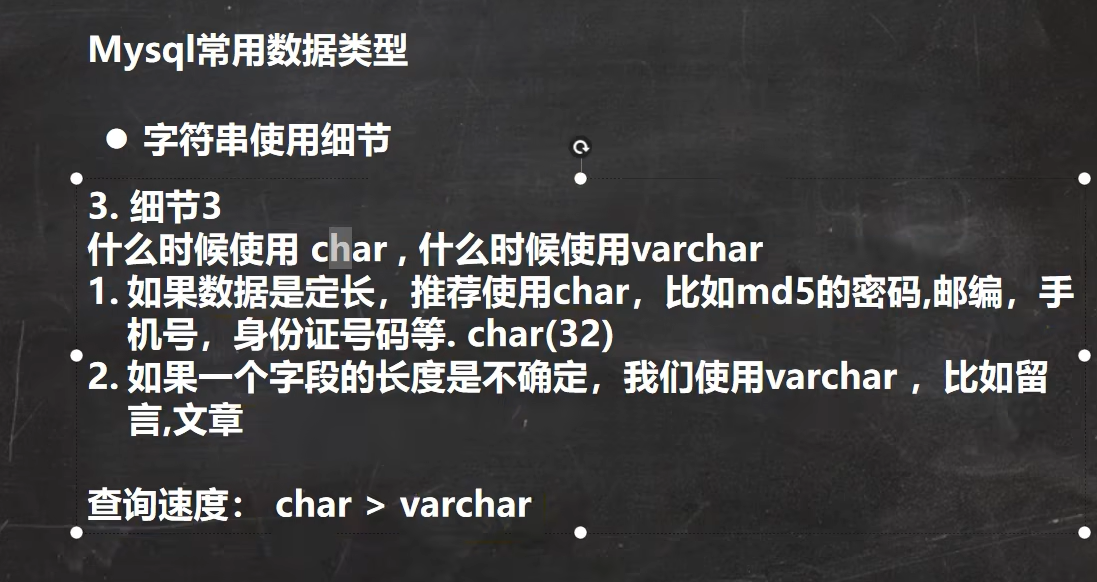 Mysql常用数据类型
● 字符串使用细节
3. 细节3
什么时候使用 char , 什么时候使用varchar
1. 如果数据是定长，推荐使用char，比如md5的密码,邮编，手
机号，身份证号码等. char(32)
2. 如果一个字段的长度是不确定，我们使用varchar ，比如留
言,文章
查询速度： char > varchar